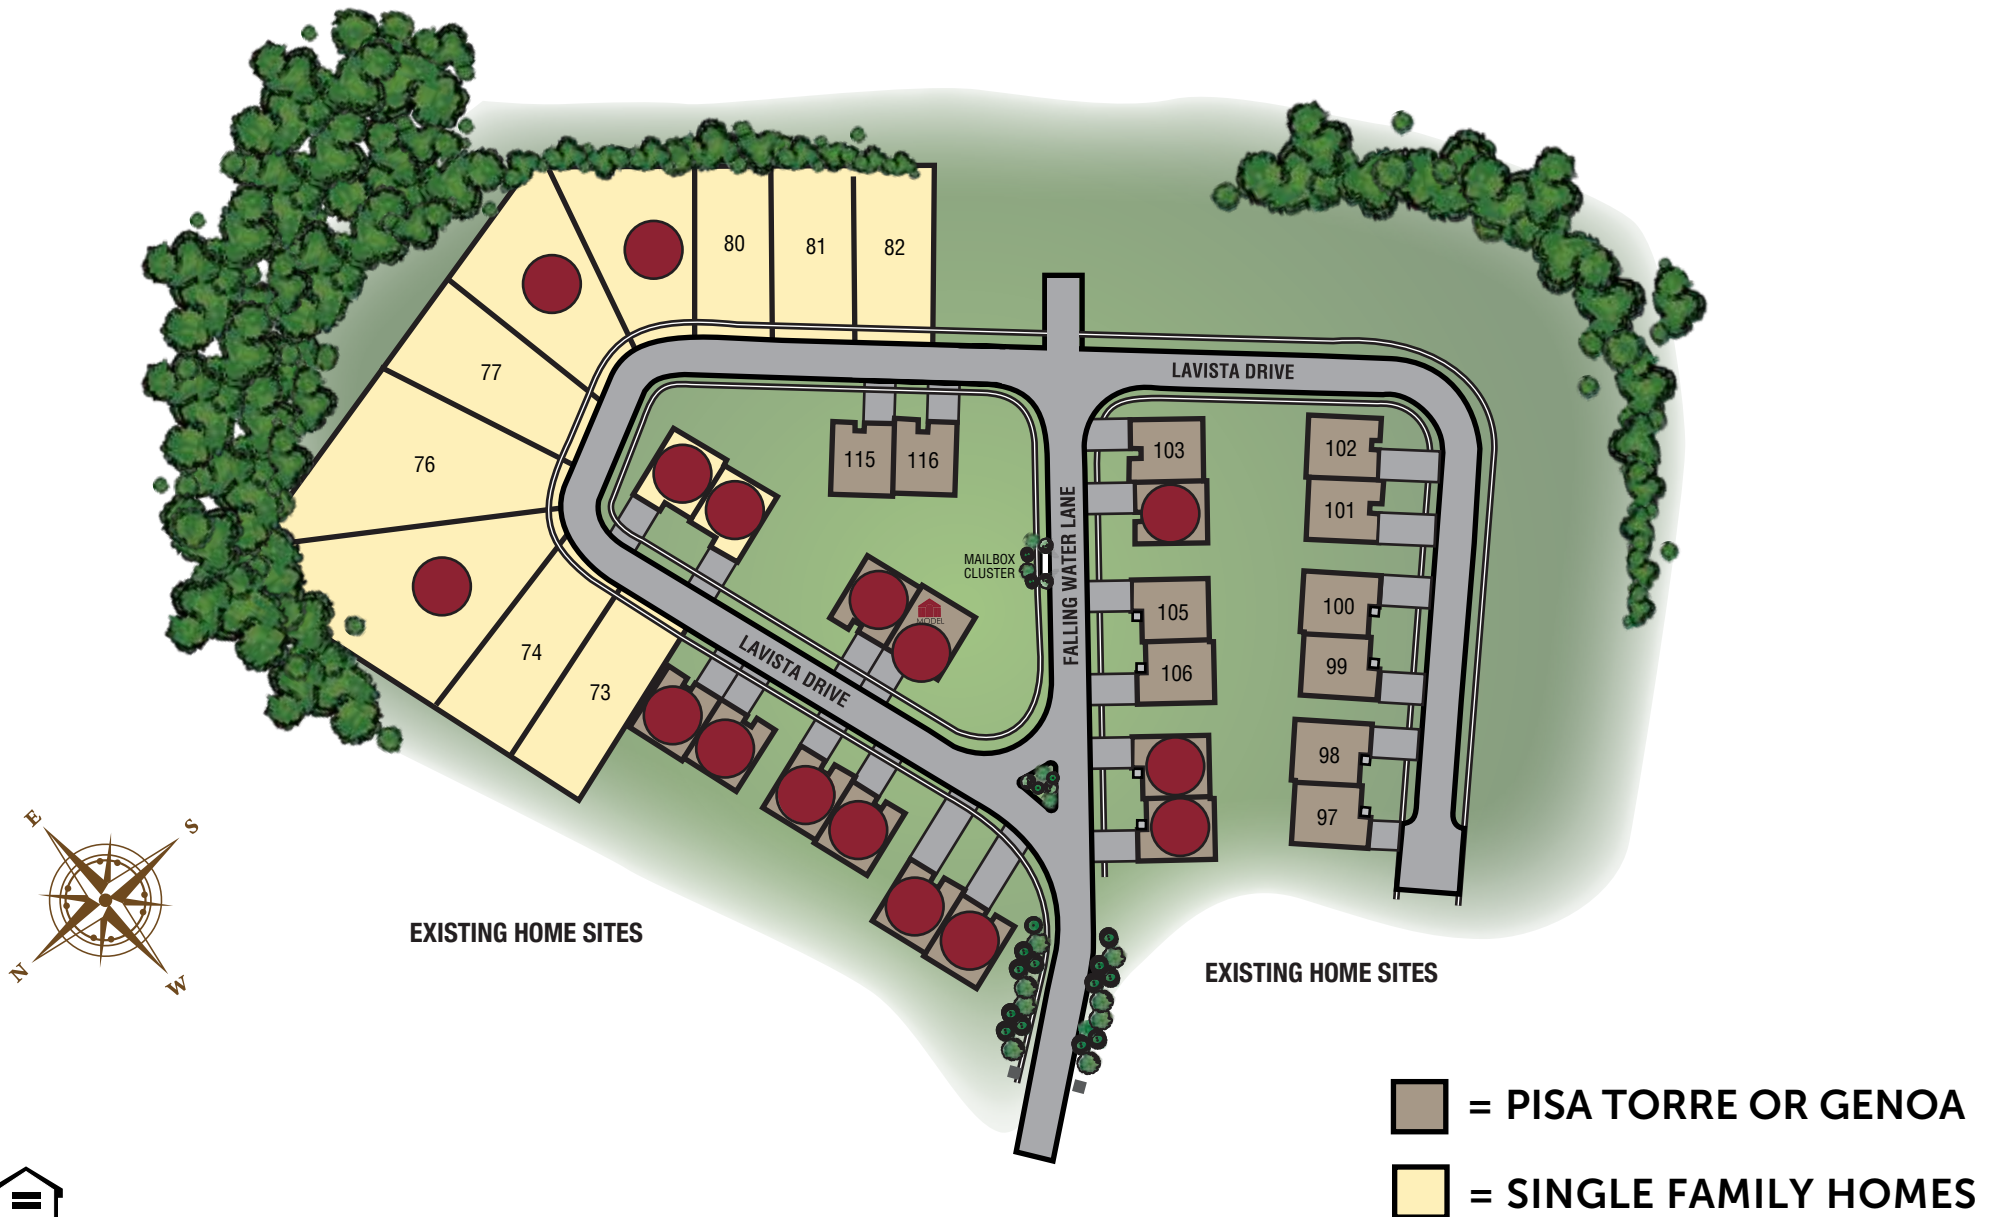 80
81
82
77
76
74
73
LAVISTA DRIVE
115
116
103
102
101
MAILBOX
CLUSTER
FALLING WATER LANE
MODEL
105
106
100
99
98
97
LAVISTA DRIVE
E
S
N
W
EXISTING HOME SITES
EXISTING HOME SITES
= PISA TORRE OR GENOA
= SINGLE FAMILY HOMES